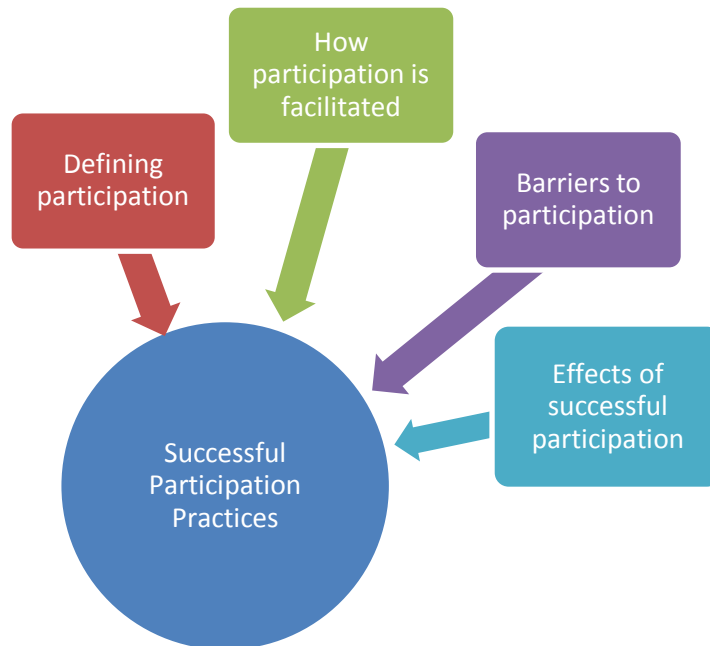 How
participation is
facilitated
Defining
participation
Barriers to
participation
Effects of
successful
participation
Successful
Participation
Practices